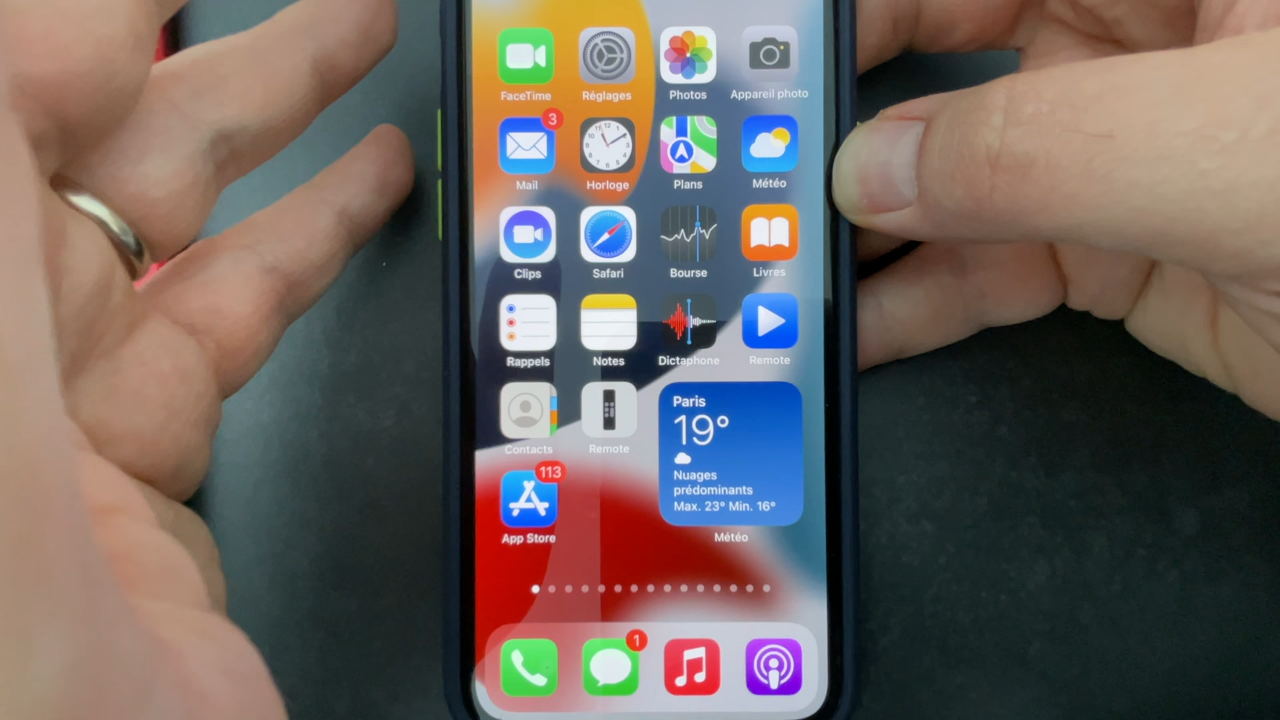 FaceTime Réglages Photos Appareil photo
3
Mail Horloge Plans Météo
Clips Safari Bourse Livres
Rappels Notes Dictaphone Remote
Contacts Remote
Paris
19°
Nuages
prédominants
Max. 23° Min. 16°
113
App Store Météo
1